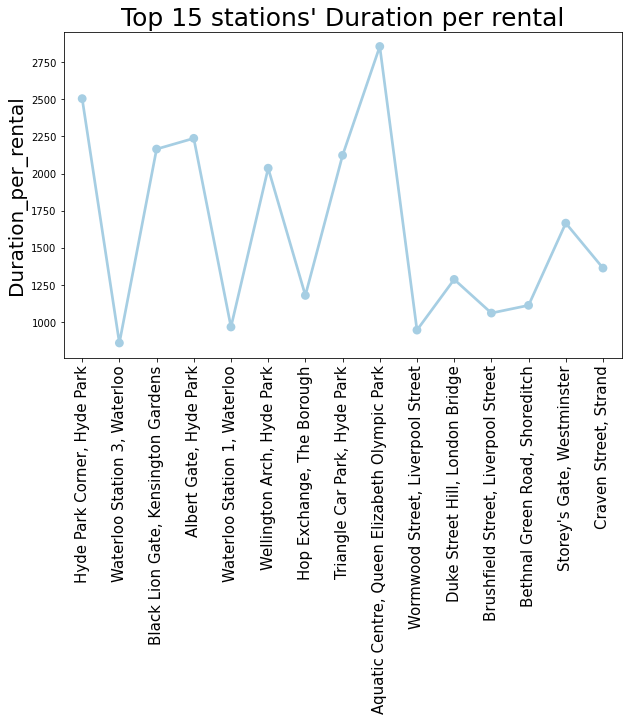 Top 15 stations' Duration per rental
Duration_per_rental
2750
2500
2250
2000
1750
1500
1250
1000
Hyde Park Corner, Hyde Park
Waterloo Station 3, Waterloo
Black Lion Gate, Kensington Gardens
Albert Gate, Hyde Park
Waterloo Station 1, Waterloo
Wellington Arch, Hyde Park
Hop Exchange, The Borough
Triangle Car Park, Hyde Park
Aquatic Centre, Queen Elizabeth Olympic Park
Wormwood Street, Liverpool Street
Duke Street Hill, London Bridge
Brushfield Street, Liverpool Street
Bethnal Green Road, Shoreditch
Storey's Gate, Westminster
Craven Street, Strand